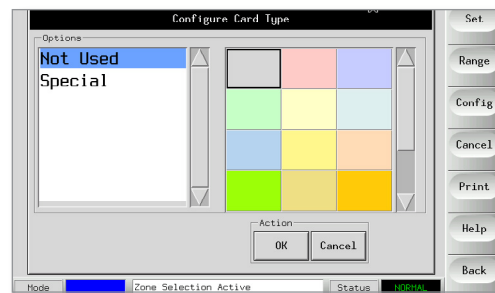 Configure Card Type
Options
Not Used
Special
Action
OK
Cancel
Set
Range
Config
Cancel
Print
Help
Back
Mode
Zone Selection Active
Status
NORMAL